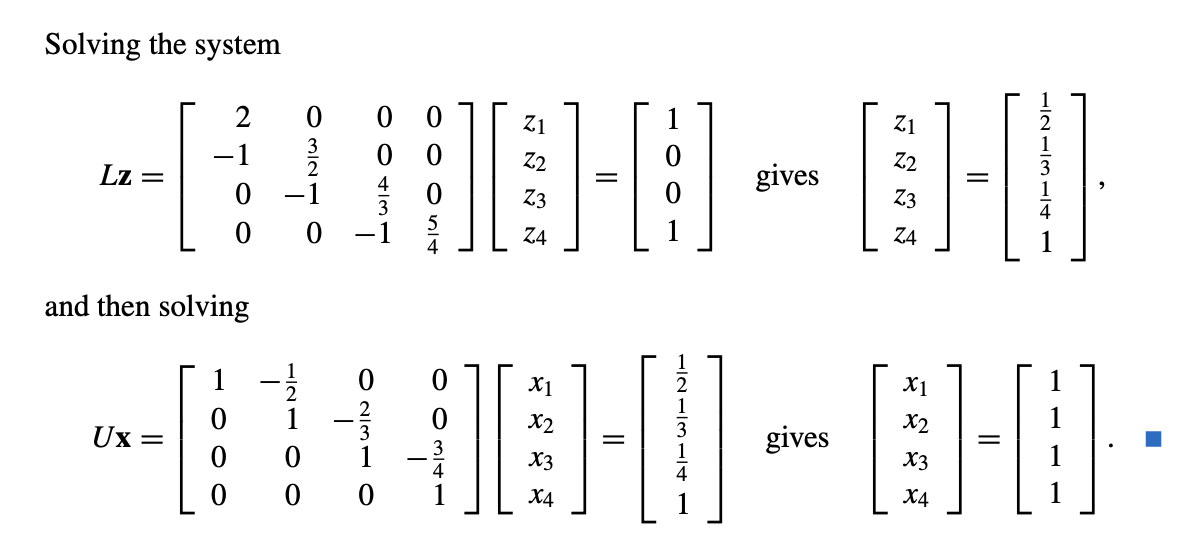 Solving the system
$L\mathbf{z} = \begin{bmatrix} 2 & 0 & 0 & 0 \\ -1 & \frac{3}{2} & 0 & 0 \\ 0 & -1 & \frac{4}{3} & 0 \\ 0 & 0 & -1 & \frac{5}{4} \end{bmatrix} \begin{bmatrix} z_1 \\ z_2 \\ z_3 \\ z_4 \end{bmatrix} = \begin{bmatrix} 1 \\ 0 \\ 0 \\ 1 \end{bmatrix}$ gives $\begin{bmatrix} z_1 \\ z_2 \\ z_3 \\ z_4 \end{bmatrix} = \begin{bmatrix} \frac{1}{2} \\ \frac{1}{3} \\ \frac{1}{4} \\ 1 \end{bmatrix},$
and then solving
$U\mathbf{x} = \begin{bmatrix} 1 & -\frac{1}{2} & 0 & 0 \\ 0 & 1 & -\frac{2}{3} & 0 \\ 0 & 0 & 1 & -\frac{3}{4} \\ 0 & 0 & 0 & 1 \end{bmatrix} \begin{bmatrix} x_1 \\ x_2 \\ x_3 \\ x_4 \end{bmatrix} = \begin{bmatrix} \frac{1}{2} \\ \frac{1}{3} \\ \frac{1}{4} \\ 1 \end{bmatrix}$ gives $\begin{bmatrix} x_1 \\ x_2 \\ x_3 \\ x_4 \end{bmatrix} = \begin{bmatrix} 1 \\ 1 \\ 1 \\ 1 \end{bmatrix}.$ ■